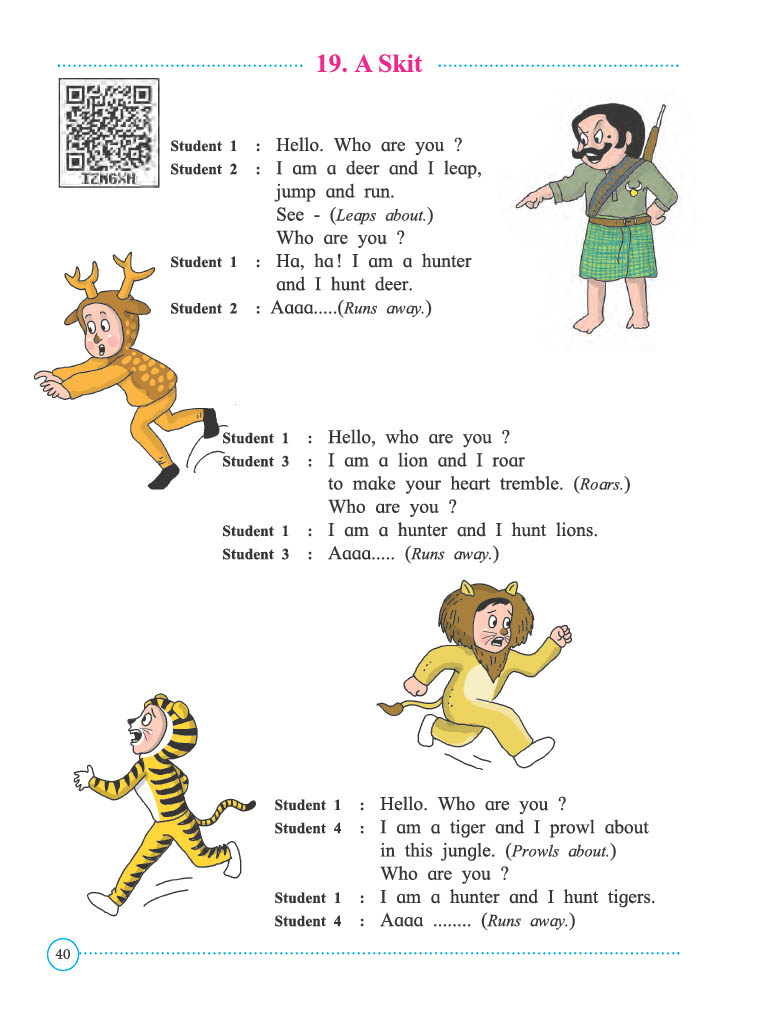 19. A Skit
IZMGXH
Student 1 : Hello. Who are you ?
Student 2 : I am a deer and I leap,
jump and run.
See - (Leaps about.)
Who are you ?
Student 1 : Ha, ha! I am a hunter
and I hunt deer.
Student 2 : Aaaa.....(Runs away.)
Student 1 : Hello, who are you ?
Student 3 : I am a lion and I roar
to make your heart tremble. (Roars.)
Who are you ?
Student 1 : I am a hunter and I hunt lions.
Student 3 : Aaaa..... (Runs away.)
Student 1 : Hello. Who are you ?
Student 4 : I am a tiger and I prowl about
in this jungle. (Prowls about.)
Who are you ?
Student 1 : I am a hunter and I hunt tigers.
Student 4 : Aaaa ........ (Runs away.)
40